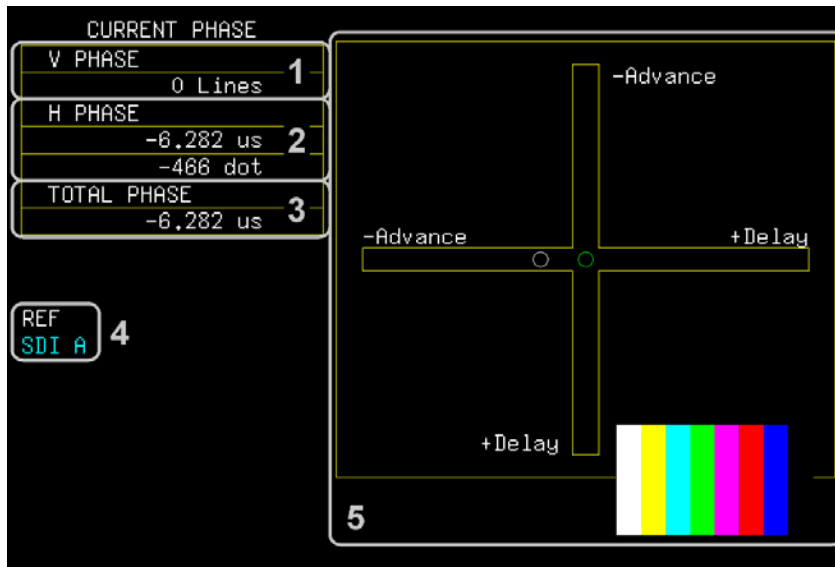 CURRENT PHASE
V PHASE
0 Lines
1
H PHASE
-6.282 us
-466 dot
2
TOTAL PHASE
-6.282 us
3
REF
SDI A
4
-Advance
-Advance
+Delay
+Delay
5